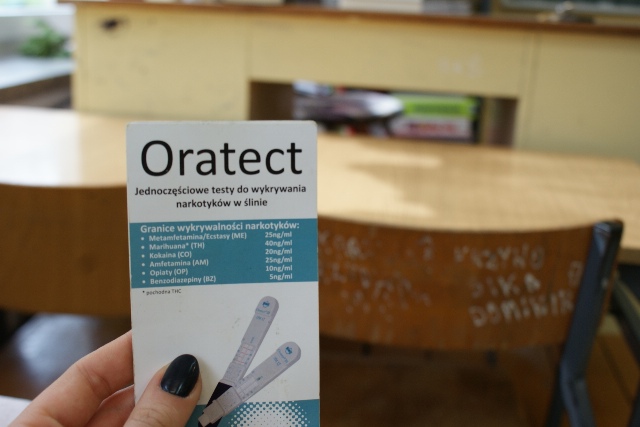 Oratect
Jednoczęściowe testy do wykrywania
narkotyków w ślinie
Granice wykrywalności narkotyków:
• Metamfetamina/Ecstasy (ME) 25ng/ml
• Marihuana* (TH) 40ng/ml
• Kokaina (CO) 20ng/ml
• Amfetamina (AM) 25ng/ml
• Opiaty (OP) 10ng/ml
• Benzodiazepiny (BZ) 5ng/ml
* pochodna THC
DOMINIK